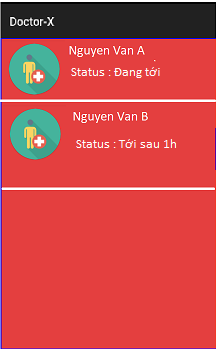 Doctor-X
Nguyen Van A
Status : Đang tới
Nguyen Van B
Status : Tới sau 1h